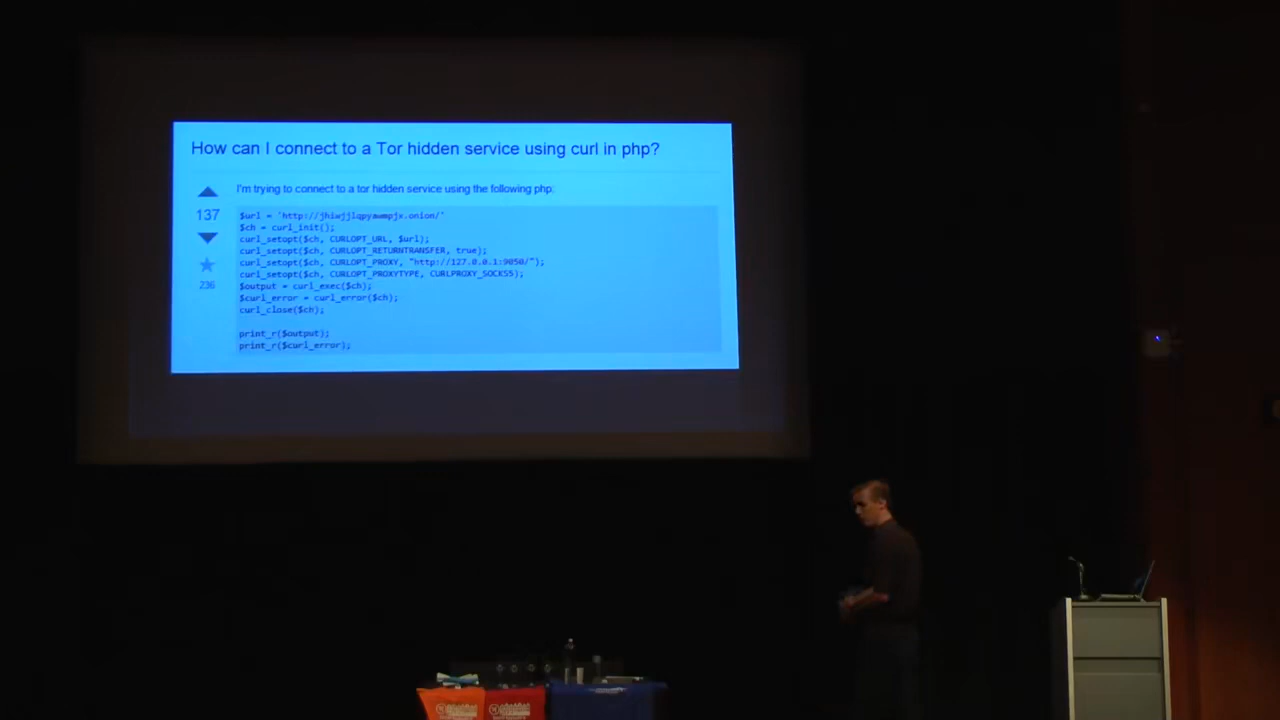 How can I connect to a Tor hidden service using curl in php?
I'm trying to connect to a tor hidden service using the following php:
137
236
$url = 'http://jhiwjjlqpyawmpjx.onion/'
$ch = curl_init();
curl_setopt($ch, CURLOPT_URL, $url);
curl_setopt($ch, CURLOPT_RETURNTRANSFER, true);
curl_setopt($ch, CURLOPT_PROXY, "http://127.0.0.1:9050/");
curl_setopt($ch, CURLOPT_PROXYTYPE, CURLPROXY_SOCKS5);
$output = curl_exec($ch);
$curl_error = curl_error($ch);
curl_close($ch);
print_r($output);
print_r($curl_error);